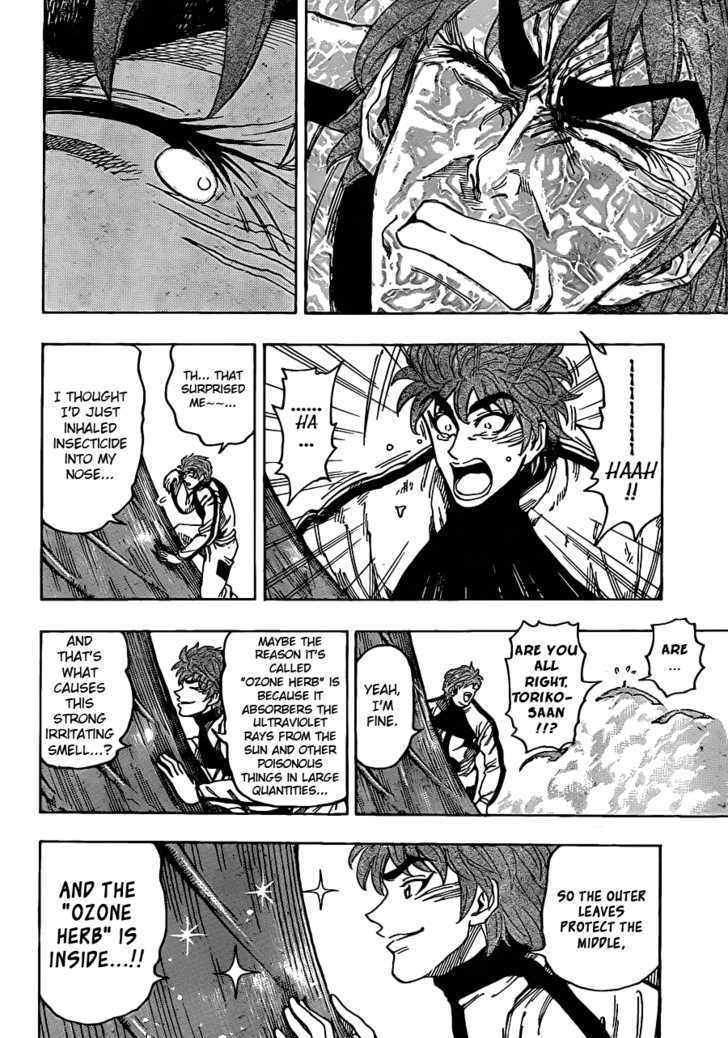 ...........
HAAH
!!
......
HA
...
TH... THAT
SURPRISED
ME~~...
I THOUGHT
I'D JUST
INHALED
INSECTICIDE
INTO MY
NOSE...
ARE
...
ARE YOU
ALL
RIGHT,
TORIKO-
SAAN
!!?
YEAH,
I'M
FINE.
MAYBE THE
REASON IT'S
CALLED
"OZONE HERB" IS
BECAUSE IT
ABSORBERS THE
ULTRAVIOLET
RAYS FROM THE
SUN AND OTHER
POISONOUS
THINGS IN LARGE
QUANTITIES...
AND
THAT'S WHAT
CAUSES
THIS
STRONG
IRRITATING
SMELL...?
SO THE OUTER
LEAVES
PROTECT THE
MIDDLE,
AND THE
"OZONE
HERB" IS
INSIDE...!!